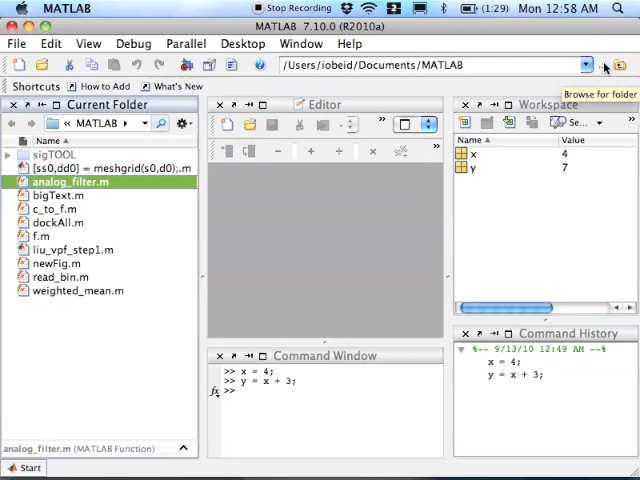 MATLAB Stop Recording 2 (1:29) Mon 12:58 AM
MATLAB 7.10.0 (R2010a)
File Edit View Debug Parallel Desktop Window Help
/Users/iobeid/Documents/MATLAB ...
Shortcuts How to Add What's New
Browse for folder
Current Folder
Editor
Workspace
« MATLAB
» Se... »
Name
Name Value
sigTOOL
x 4
[ss0,dd0] = meshgrid(s0,d0);.m
y 7
analog_filter.m
bigText.m
c_to_f.m
dockAll.m
f.m
liu_vpf_step1.m
newFig.m
read_bin.m
weighted_mean.m
Command History
%-- 9/13/10 12:49 AM --%
x = 4;
y = x + 3;
Command Window
>> x = 4;
>> y = x + 3;
fx >>
analog_filter.m (MATLAB Function)
Start